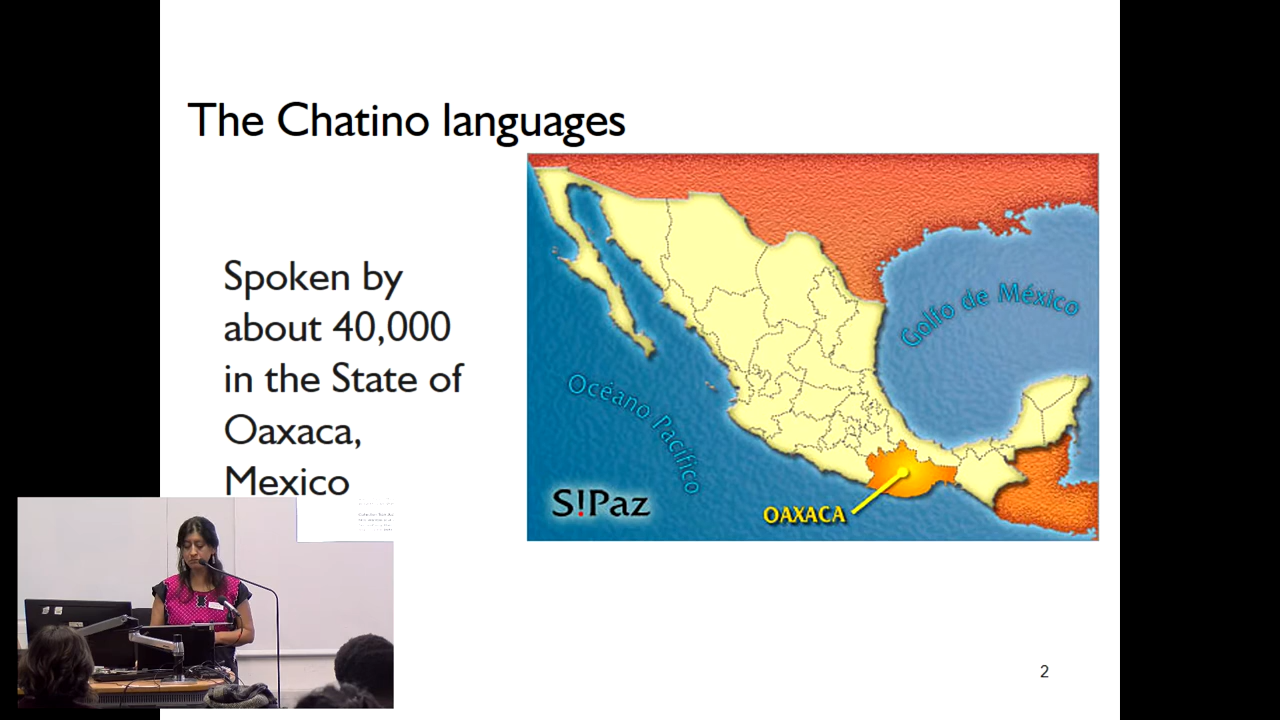 The Chatino languages
Spoken by
about 40,000
in the State of
Oaxaca,
Mexico
Golfo de México
Océano Pacífico
S!Paz
OAXACA
2